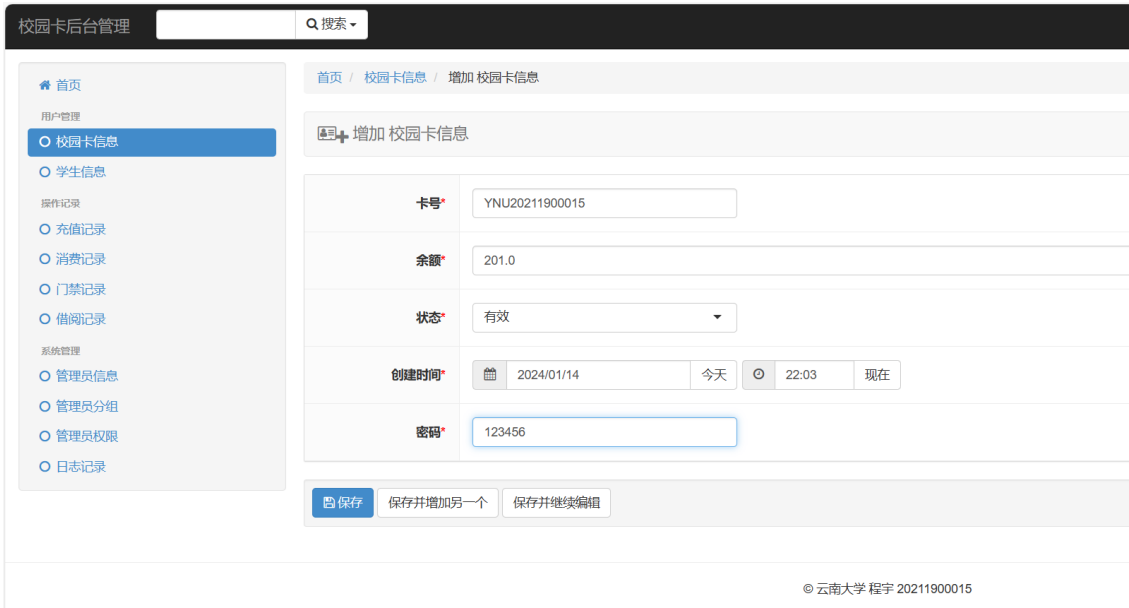 校园卡后台管理 搜索
首页
用户管理
校园卡信息
学生信息
操作记录
充值记录
消费记录
门禁记录
借阅记录
系统管理
管理员信息
管理员分组
管理员权限
日志记录
首页 / 校园卡信息 / 增加 校园卡信息
增加 校园卡信息
卡号* YNU20211900015
余额* 201.0
状态* 有效
创建时间* 2024/01/14 今天 22:03 现在
密码* 123456
保存 保存并增加另一个 保存并继续编辑
© 云南大学 程宇 20211900015